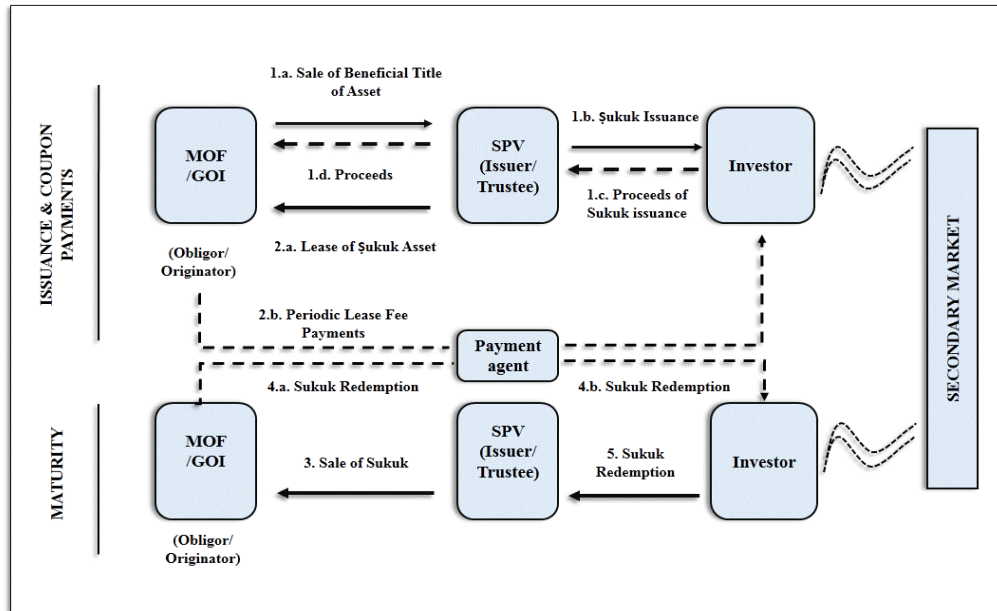 ISSUANCE & COUPON
PAYMENTS
1.a. Sale of Beneficial Title
of Asset
MOF
/GOI
1.d. Proceeds
2.a. Lease of Ṣukuk Asset
(Obligor/
Originator)
SPV
(Issuer/
Trustee)
1.b. Ṣukuk Issuance
1.c. Proceeds of
Sukuk issuance
Investor
SECONDARY MARKET
2.b. Periodic Lease Fee
Payments
Payment
agent
4.a. Sukuk Redemption
4.b. Sukuk Redemption
MATURITY
MOF
/GOI
(Obligor/
Originator)
3. Sale of Sukuk
SPV
(Issuer/
Trustee)
5. Sukuk
Redemption
Investor